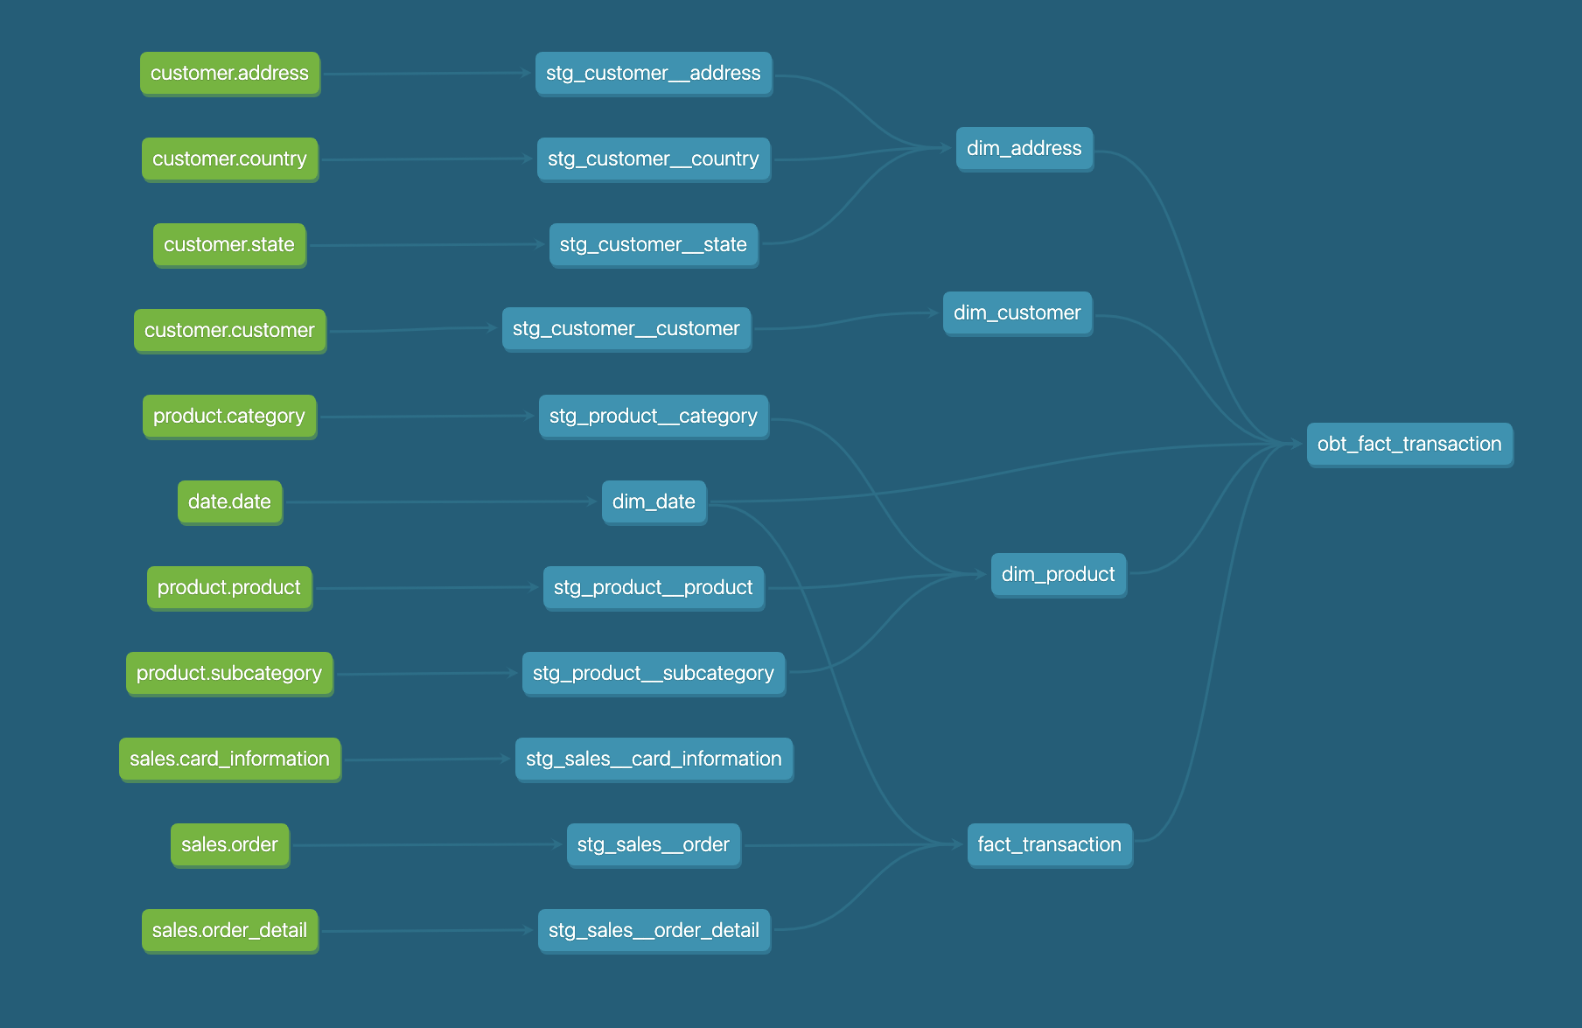 customer.address
stg_customer__address
dim_address
customer.country
stg_customer__country
customer.state
stg_customer__state
customer.customer
stg_customer__customer
dim_customer
product.category
stg_product__category
obt_fact_transaction
date.date
dim_date
product.product
stg_product__product
dim_product
product.subcategory
stg_product__subcategory
sales.card_information
stg_sales__card_information
sales.order
stg_sales__order
fact_transaction
sales.order_detail
stg_sales__order_detail